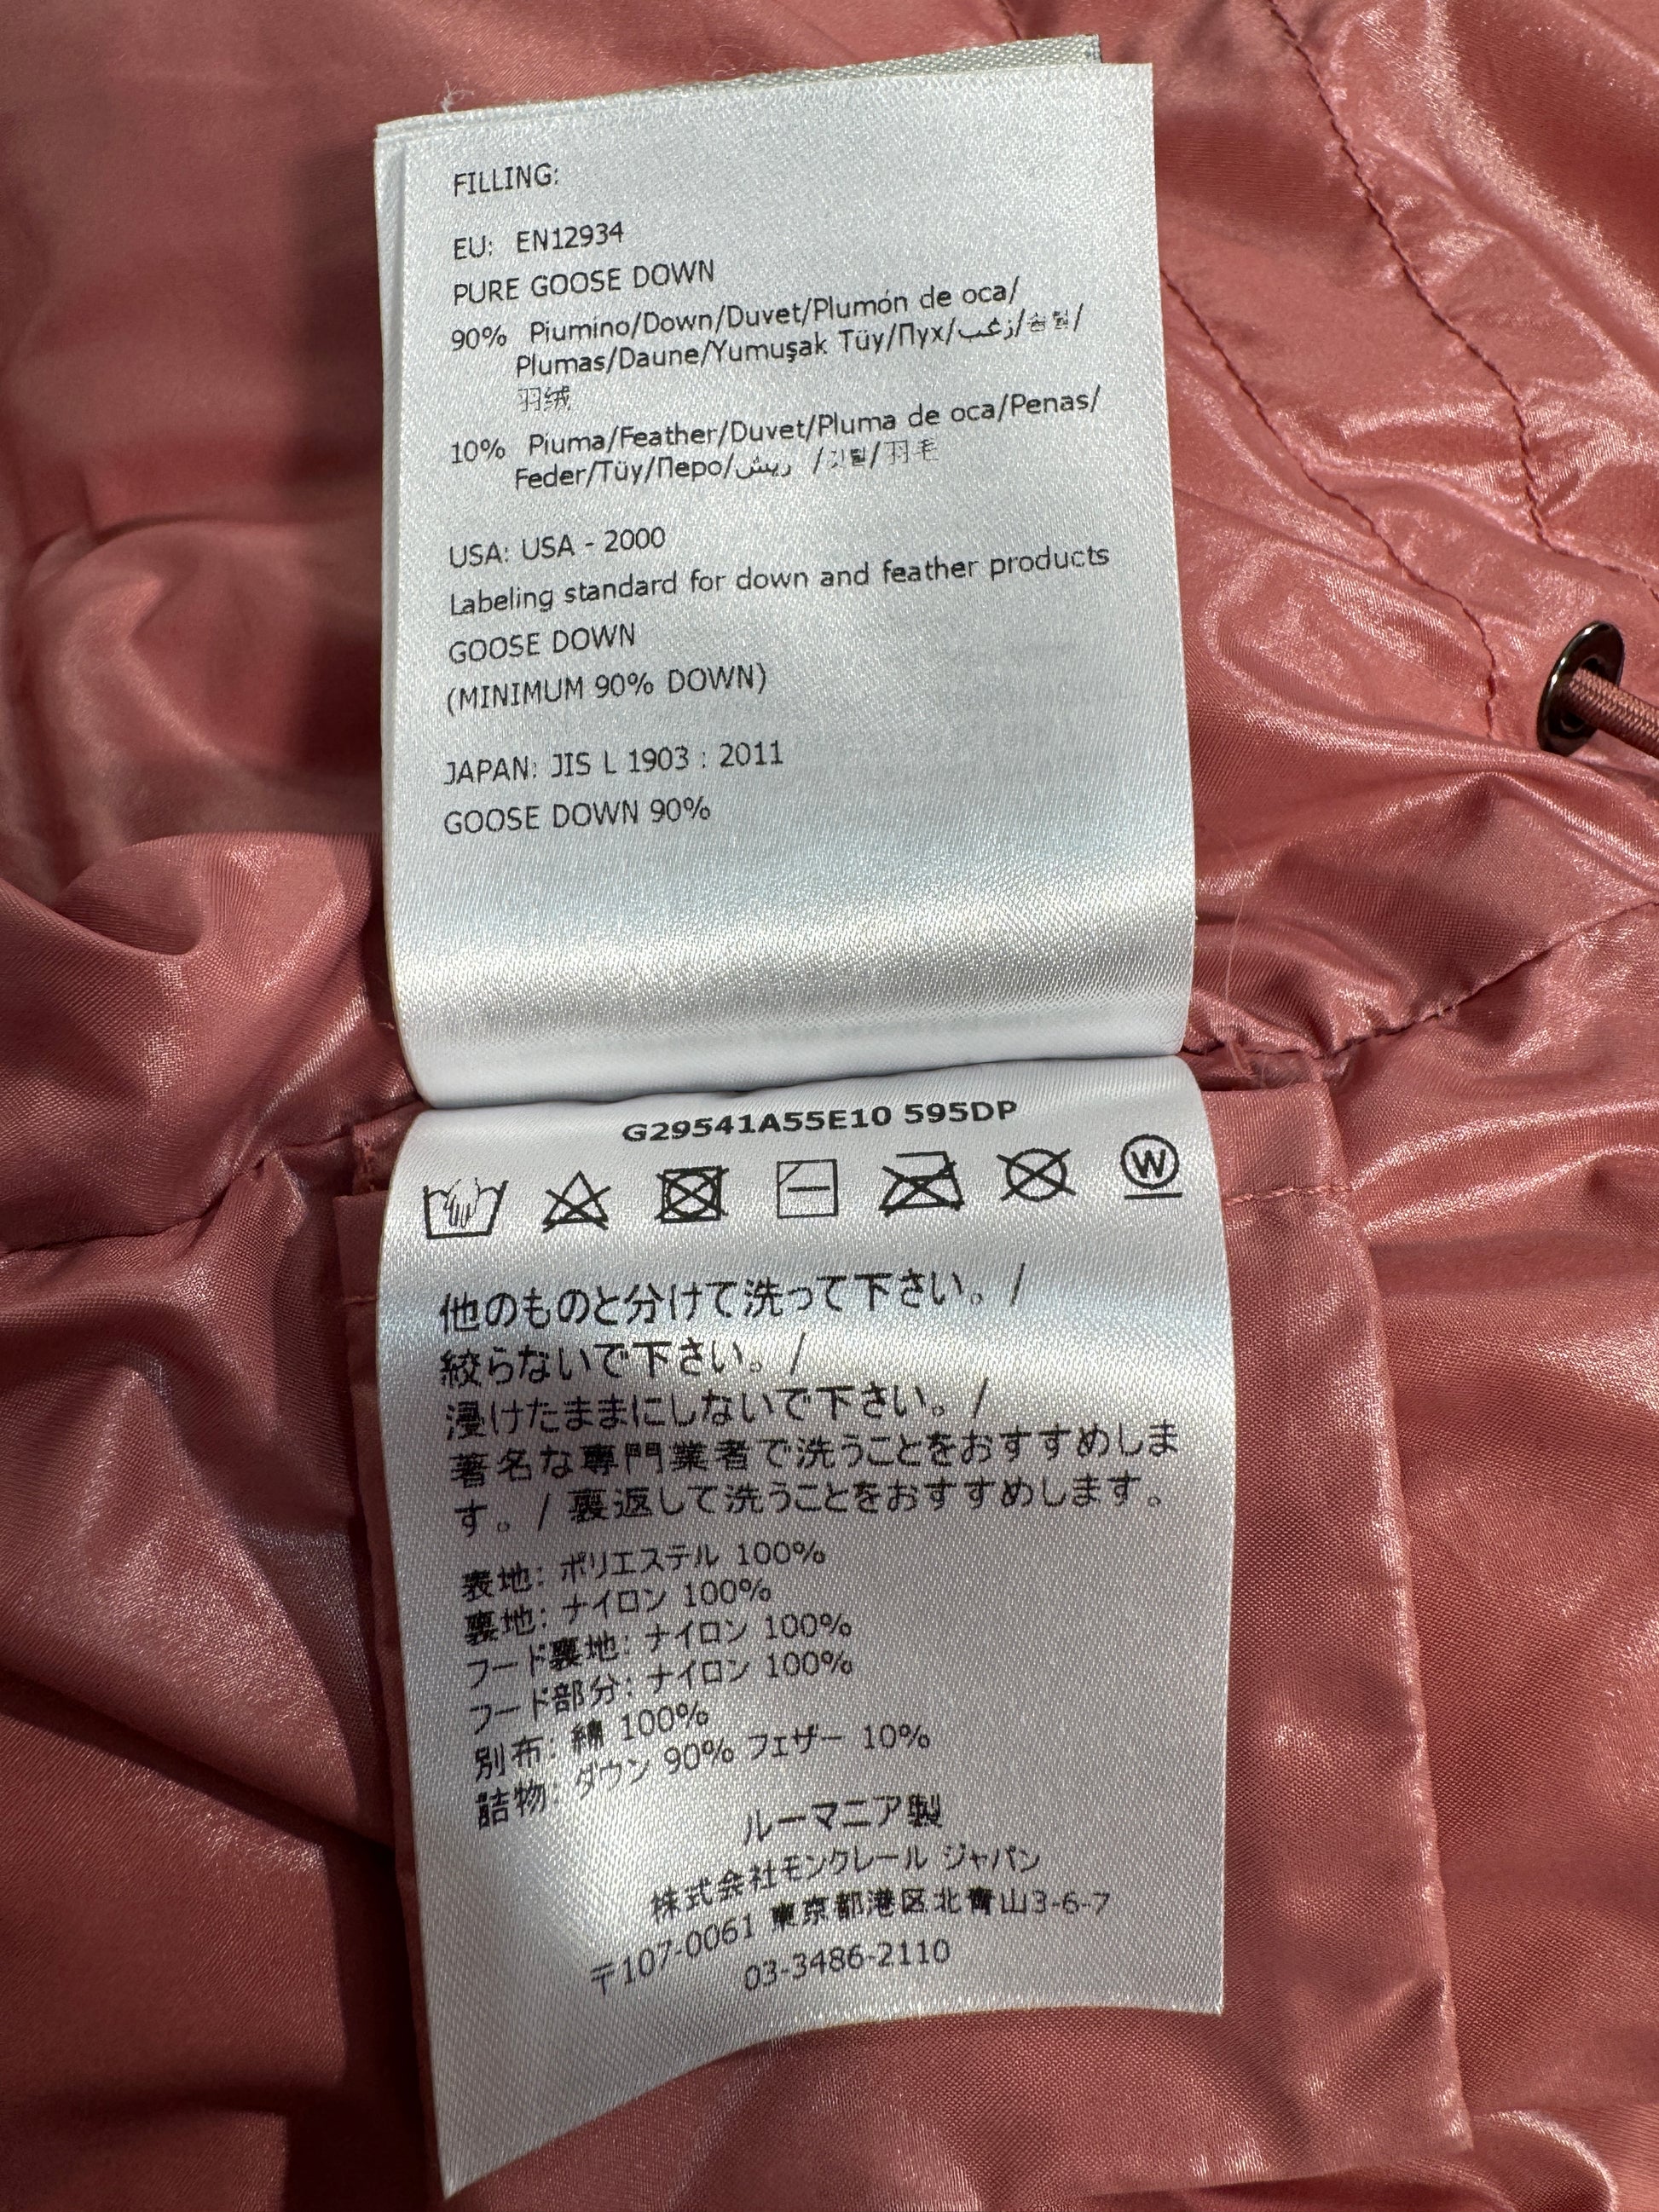 FILLING:
EU: EN12934
PURE GOOSE DOWN
90% Piumino/Down/Duvet/Plumón de oca/
Plumas/Daune/Yumuşak Tüy/Пух/زغب/솜털/
羽绒
10% Piuma/Feather/Duvet/Pluma de oca/Penas/
Feder/Tüy/Перо/ريش /깃털/羽毛
USA: USA - 2000
Labeling standard for down and feather products
GOOSE DOWN
(MINIMUM 90% DOWN)
JAPAN: JIS L 1903 : 2011
GOOSE DOWN 90%
G29541A55E10 595DP
W
他のものと分けて洗って下さい。/
絞らないで下さい。/
浸けたままにしないで下さい。/
著名な専門業者で洗うことをおすすめしま
す。/ 裏返して洗うことをおすすめします。
表地: ポリエステル 100%
裏地: ナイロン 100%
フード裏地: ナイロン 100%
フード部分: ナイロン 100%
別布: 綿 100%
詰物: ダウン 90% フェザー 10%
ルーマニア製
株式会社モンクレール ジャパン
〒107-0061 東京都港区北青山3-6-7
03-3486-2110